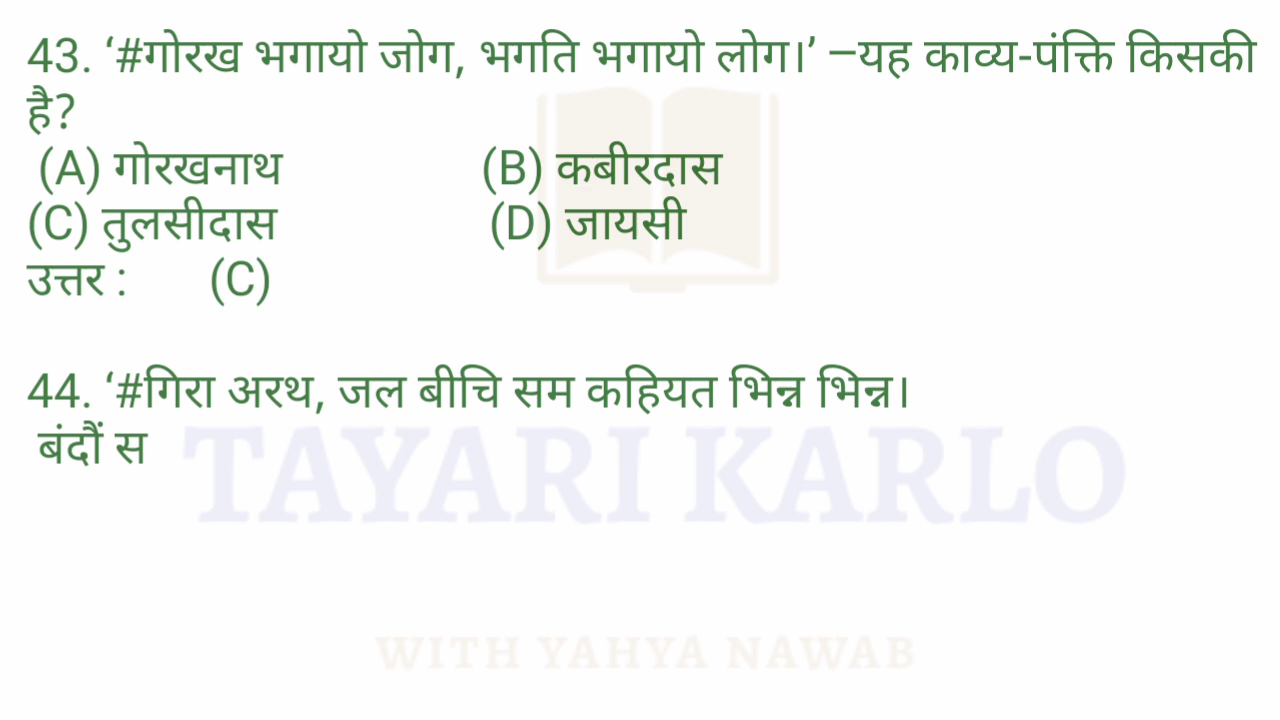 43. ‘#गोरख भगायो जोग, भगति भगायो लोग।’ –यह काव्य-पंक्ति किसकी
है?
(A) गोरखनाथ (B) कबीरदास
(C) तुलसीदास (D) जायसी
उत्तर : (C)
44. ‘#गिरा अरथ, जल बीचि सम कहियत भिन्न भिन्न।
बंदौं स
TAYARI KARLO
WITH YAHYA NAWAB